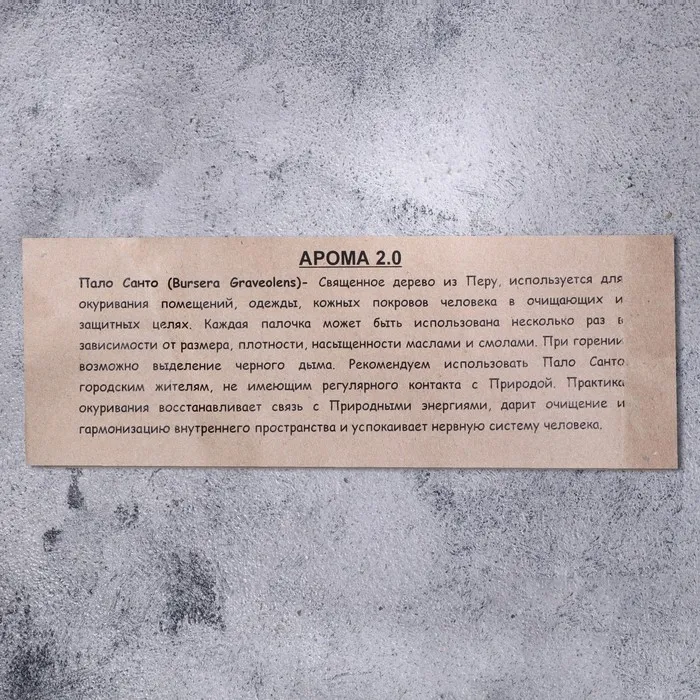 АРОМА 2.0
Пало Санто (Bursera Graveolens)- Священное дерево из Перу, используется для
окуривания помещений, одежды, кожных покровов человека в очищающих и
защитных целях. Каждая палочка может быть использована несколько раз в
зависимости от размера, плотности, насыщенности маслами и смолами. При горении
возможно выделение черного дыма. Рекомендуем использовать Пало Санто
городским жителям, не имеющим регулярного контакта с Природой. Практика
окуривания восстанавливает связь с Природными энергиями, дарит очищение и
гармонизацию внутреннего пространства и успокаивает нервную систему человека.